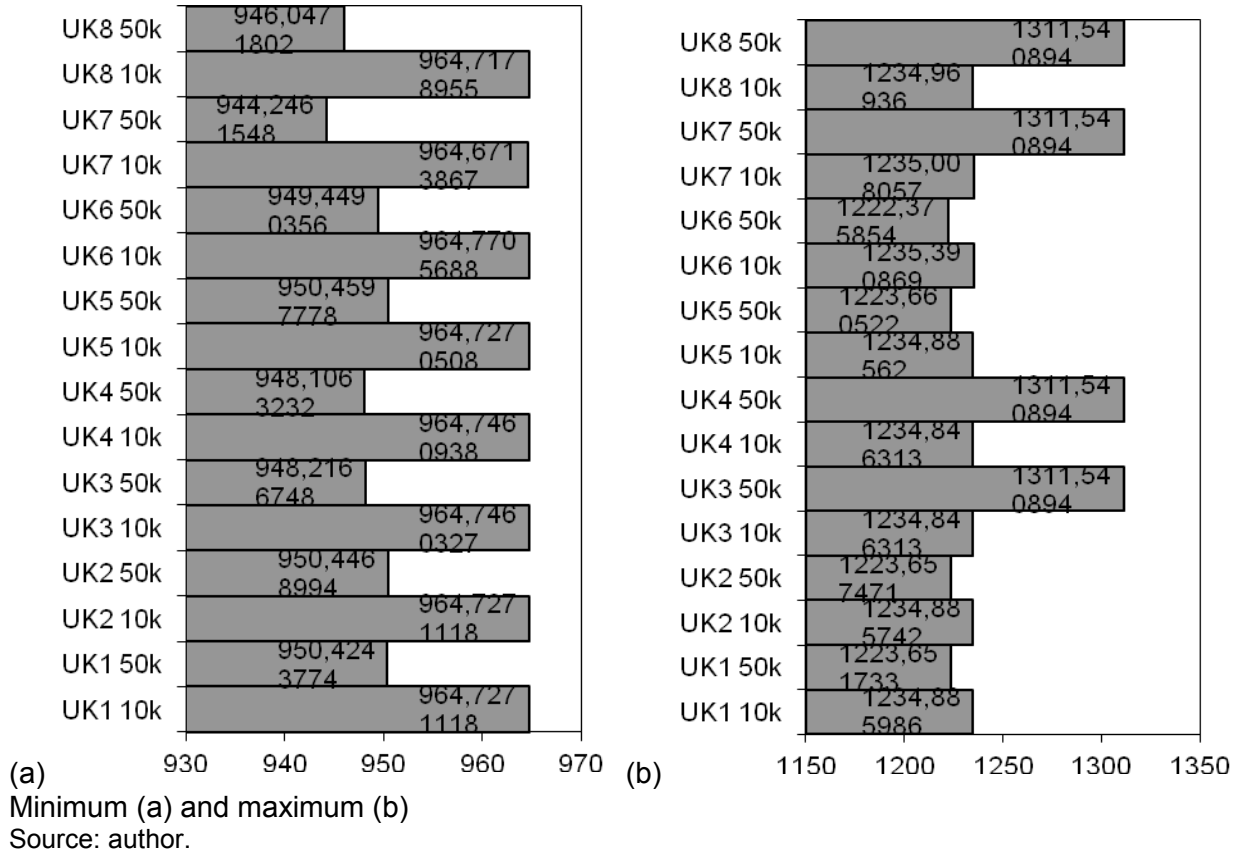 UK8 50k
946,047
1802
UK8 10k
964,717
8955
UK7 50k
944,246
1548
UK7 10k
964,671
3867
UK6 50k
949,449
0356
UK6 10k
964,770
5688
UK5 50k
950,459
7778
UK5 10k
964,727
0508
UK4 50k
948,106
3232
UK4 10k
964,746
0938
UK3 50k
948,216
6748
UK3 10k
964,746
0327
UK2 50k
950,446
8994
UK2 10k
964,727
1118
UK1 50k
950,424
3774
UK1 10k
964,727
1118
930 940 950 960 970
(a)
UK8 50k
1311,54
0894
UK8 10k
1234,96
936
UK7 50k
1311,54
0894
UK7 10k
1235,00
8057
UK6 50k
1222,37
5854
UK6 10k
1235,39
0869
UK5 50k
1223,66
0522
UK5 10k
1234,88
562
UK4 50k
1311,54
0894
UK4 10k
1234,84
6313
UK3 50k
1311,54
0894
UK3 10k
1234,84
6313
UK2 50k
1223,65
7471
UK2 10k
1234,88
5742
UK1 50k
1223,65
1733
UK1 10k
1234,88
5986
1150 1200 1250 1300 1350
(b)
Minimum (a) and maximum (b)
Source: author.